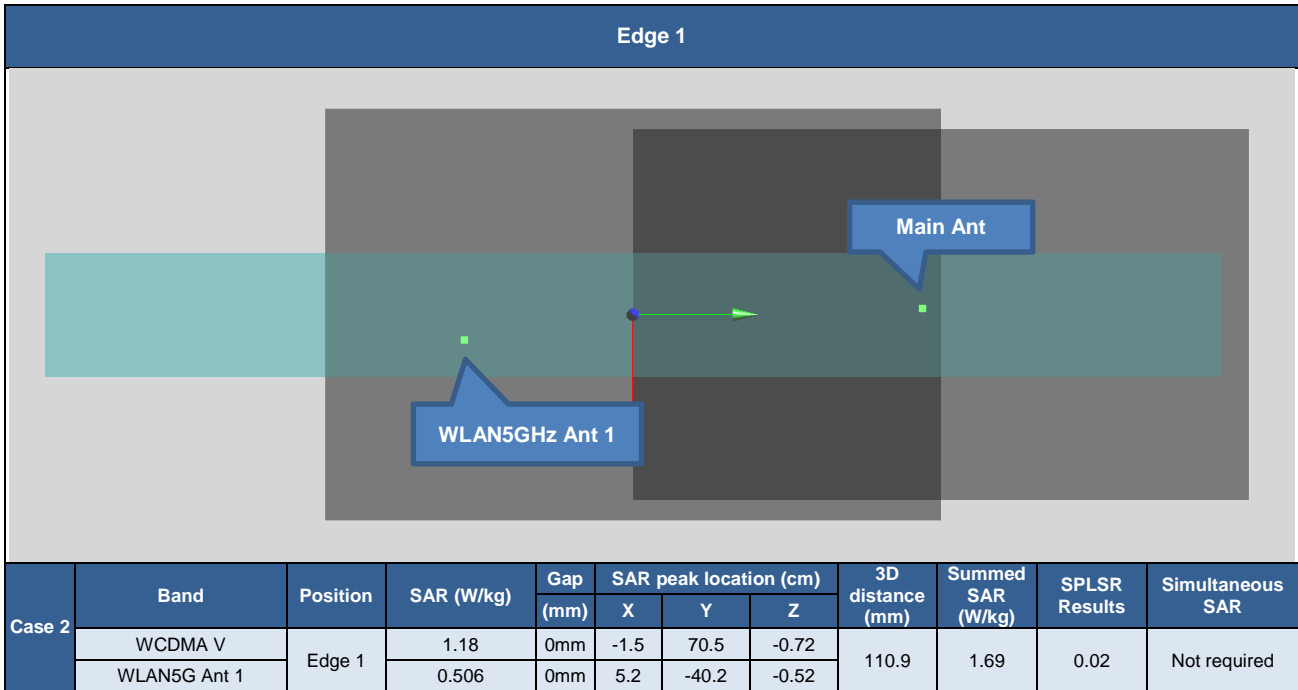 Edge 1
Main Ant
WLAN5GHz Ant 1
Case 2 Band Position SAR (W/kg) Gap (mm) SAR peak location (cm) X Y Z 3D distance (mm) Summed SAR (W/kg) SPLSR Results Simultaneous SAR
WCDMA V Edge 1 1.18 0mm -1.5 70.5 -0.72 110.9 1.69 0.02 Not required
WLAN5G Ant 1 0.506 0mm 5.2 -40.2 -0.52